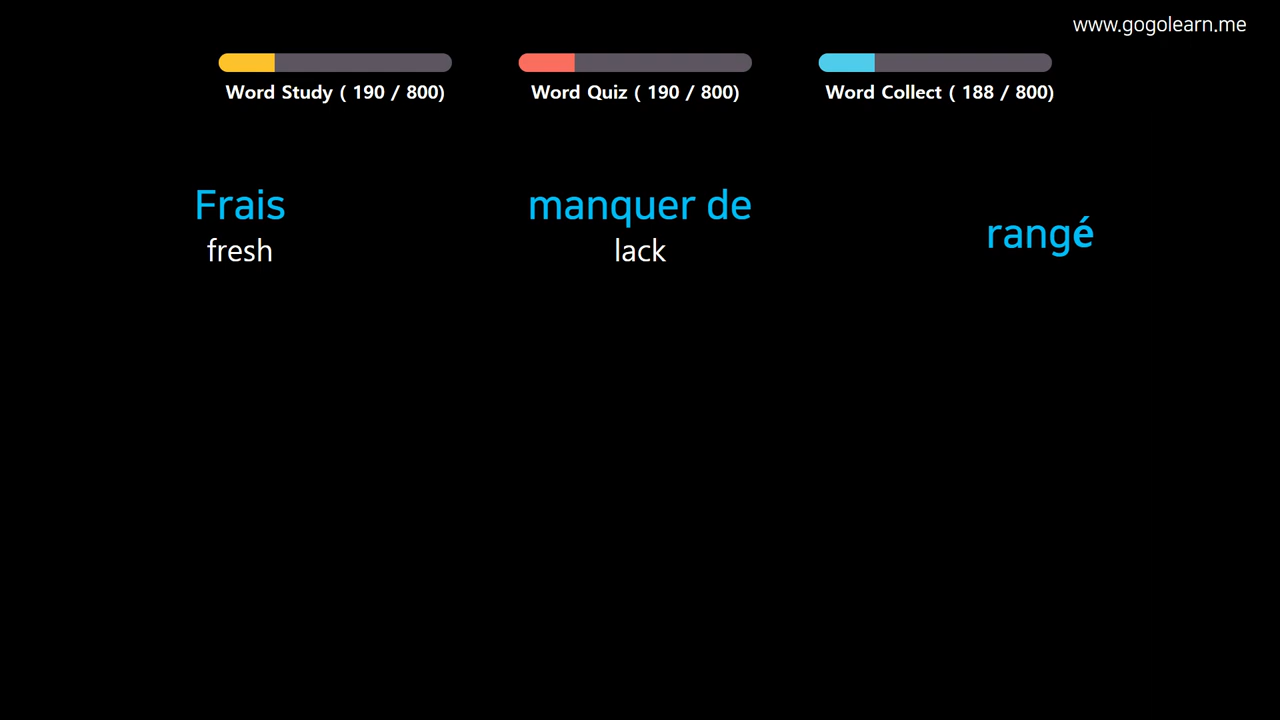 www.gogolearn.me
Word Study ( 190 / 800)
Word Quiz ( 190 / 800)
Word Collect ( 188 / 800)
Frais
fresh
manquer de
lack
rangé